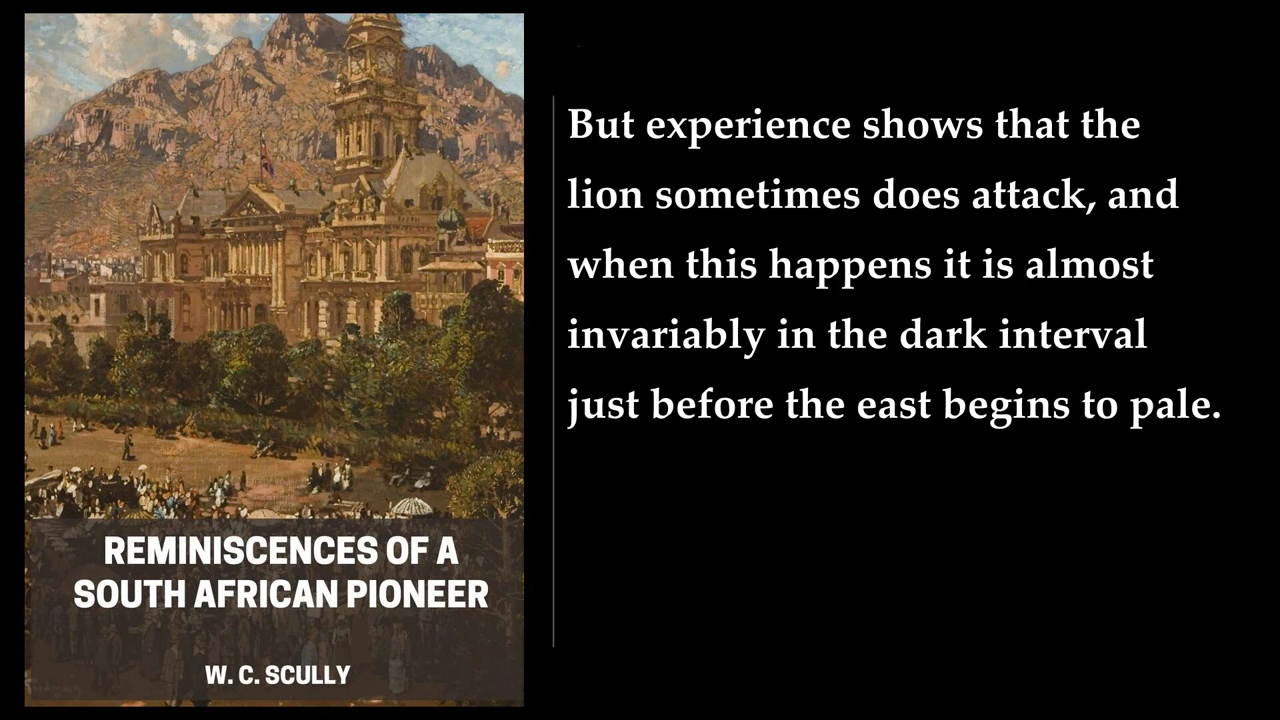 But experience shows that the
lion sometimes does attack, and
when this happens it is almost
invariably in the dark interval
just before the east begins to pale.
REMINISCENCES OF A
SOUTH AFRICAN PIONEER
W. C. SCULLY